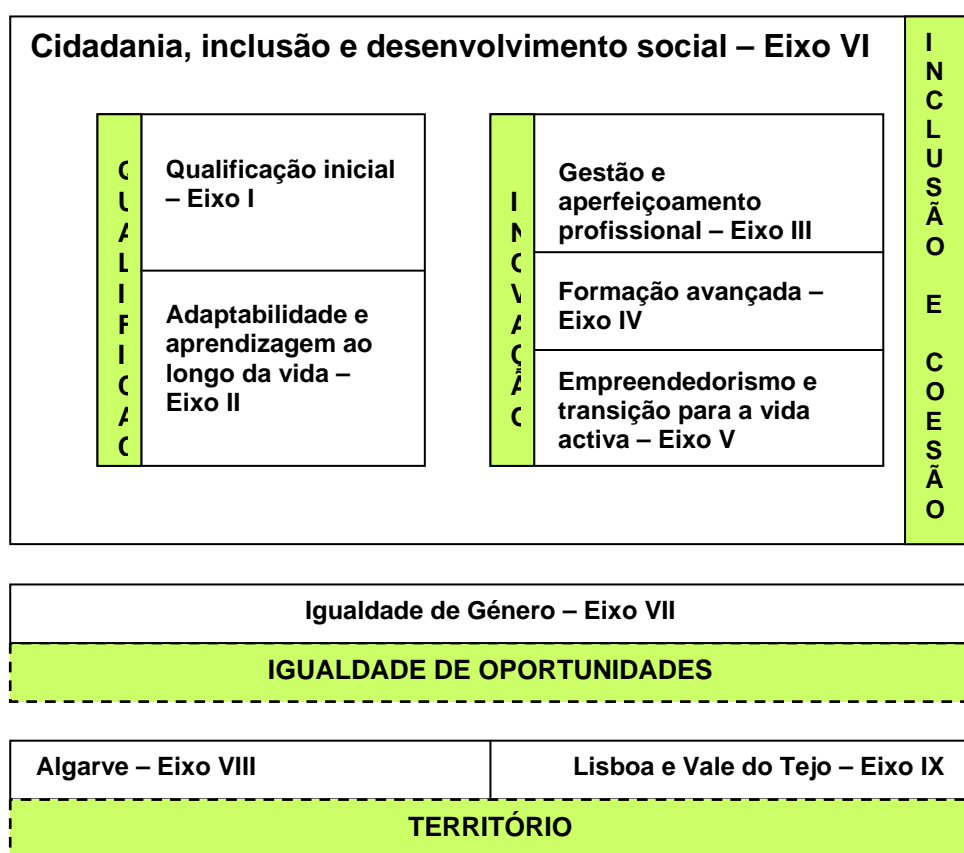 Cidadania, inclusão e desenvolvimento social – Eixo VI
QUALIFICAÇ
Qualificação inicial
– Eixo I
Adaptabilidade e
aprendizagem ao
longo da vida –
Eixo II
INOVAÇÃO
Gestão e
aperfeiçoamento
profissional – Eixo III
Formação avançada –
Eixo IV
Empreendedorismo e
transição para a vida
activa – Eixo V
INCLUSÃO E COESÃO
Igualdade de Género – Eixo VII
IGUALDADE DE OPORTUNIDADES
Algarve – Eixo VIII
Lisboa e Vale do Tejo – Eixo IX
TERRITÓRIO